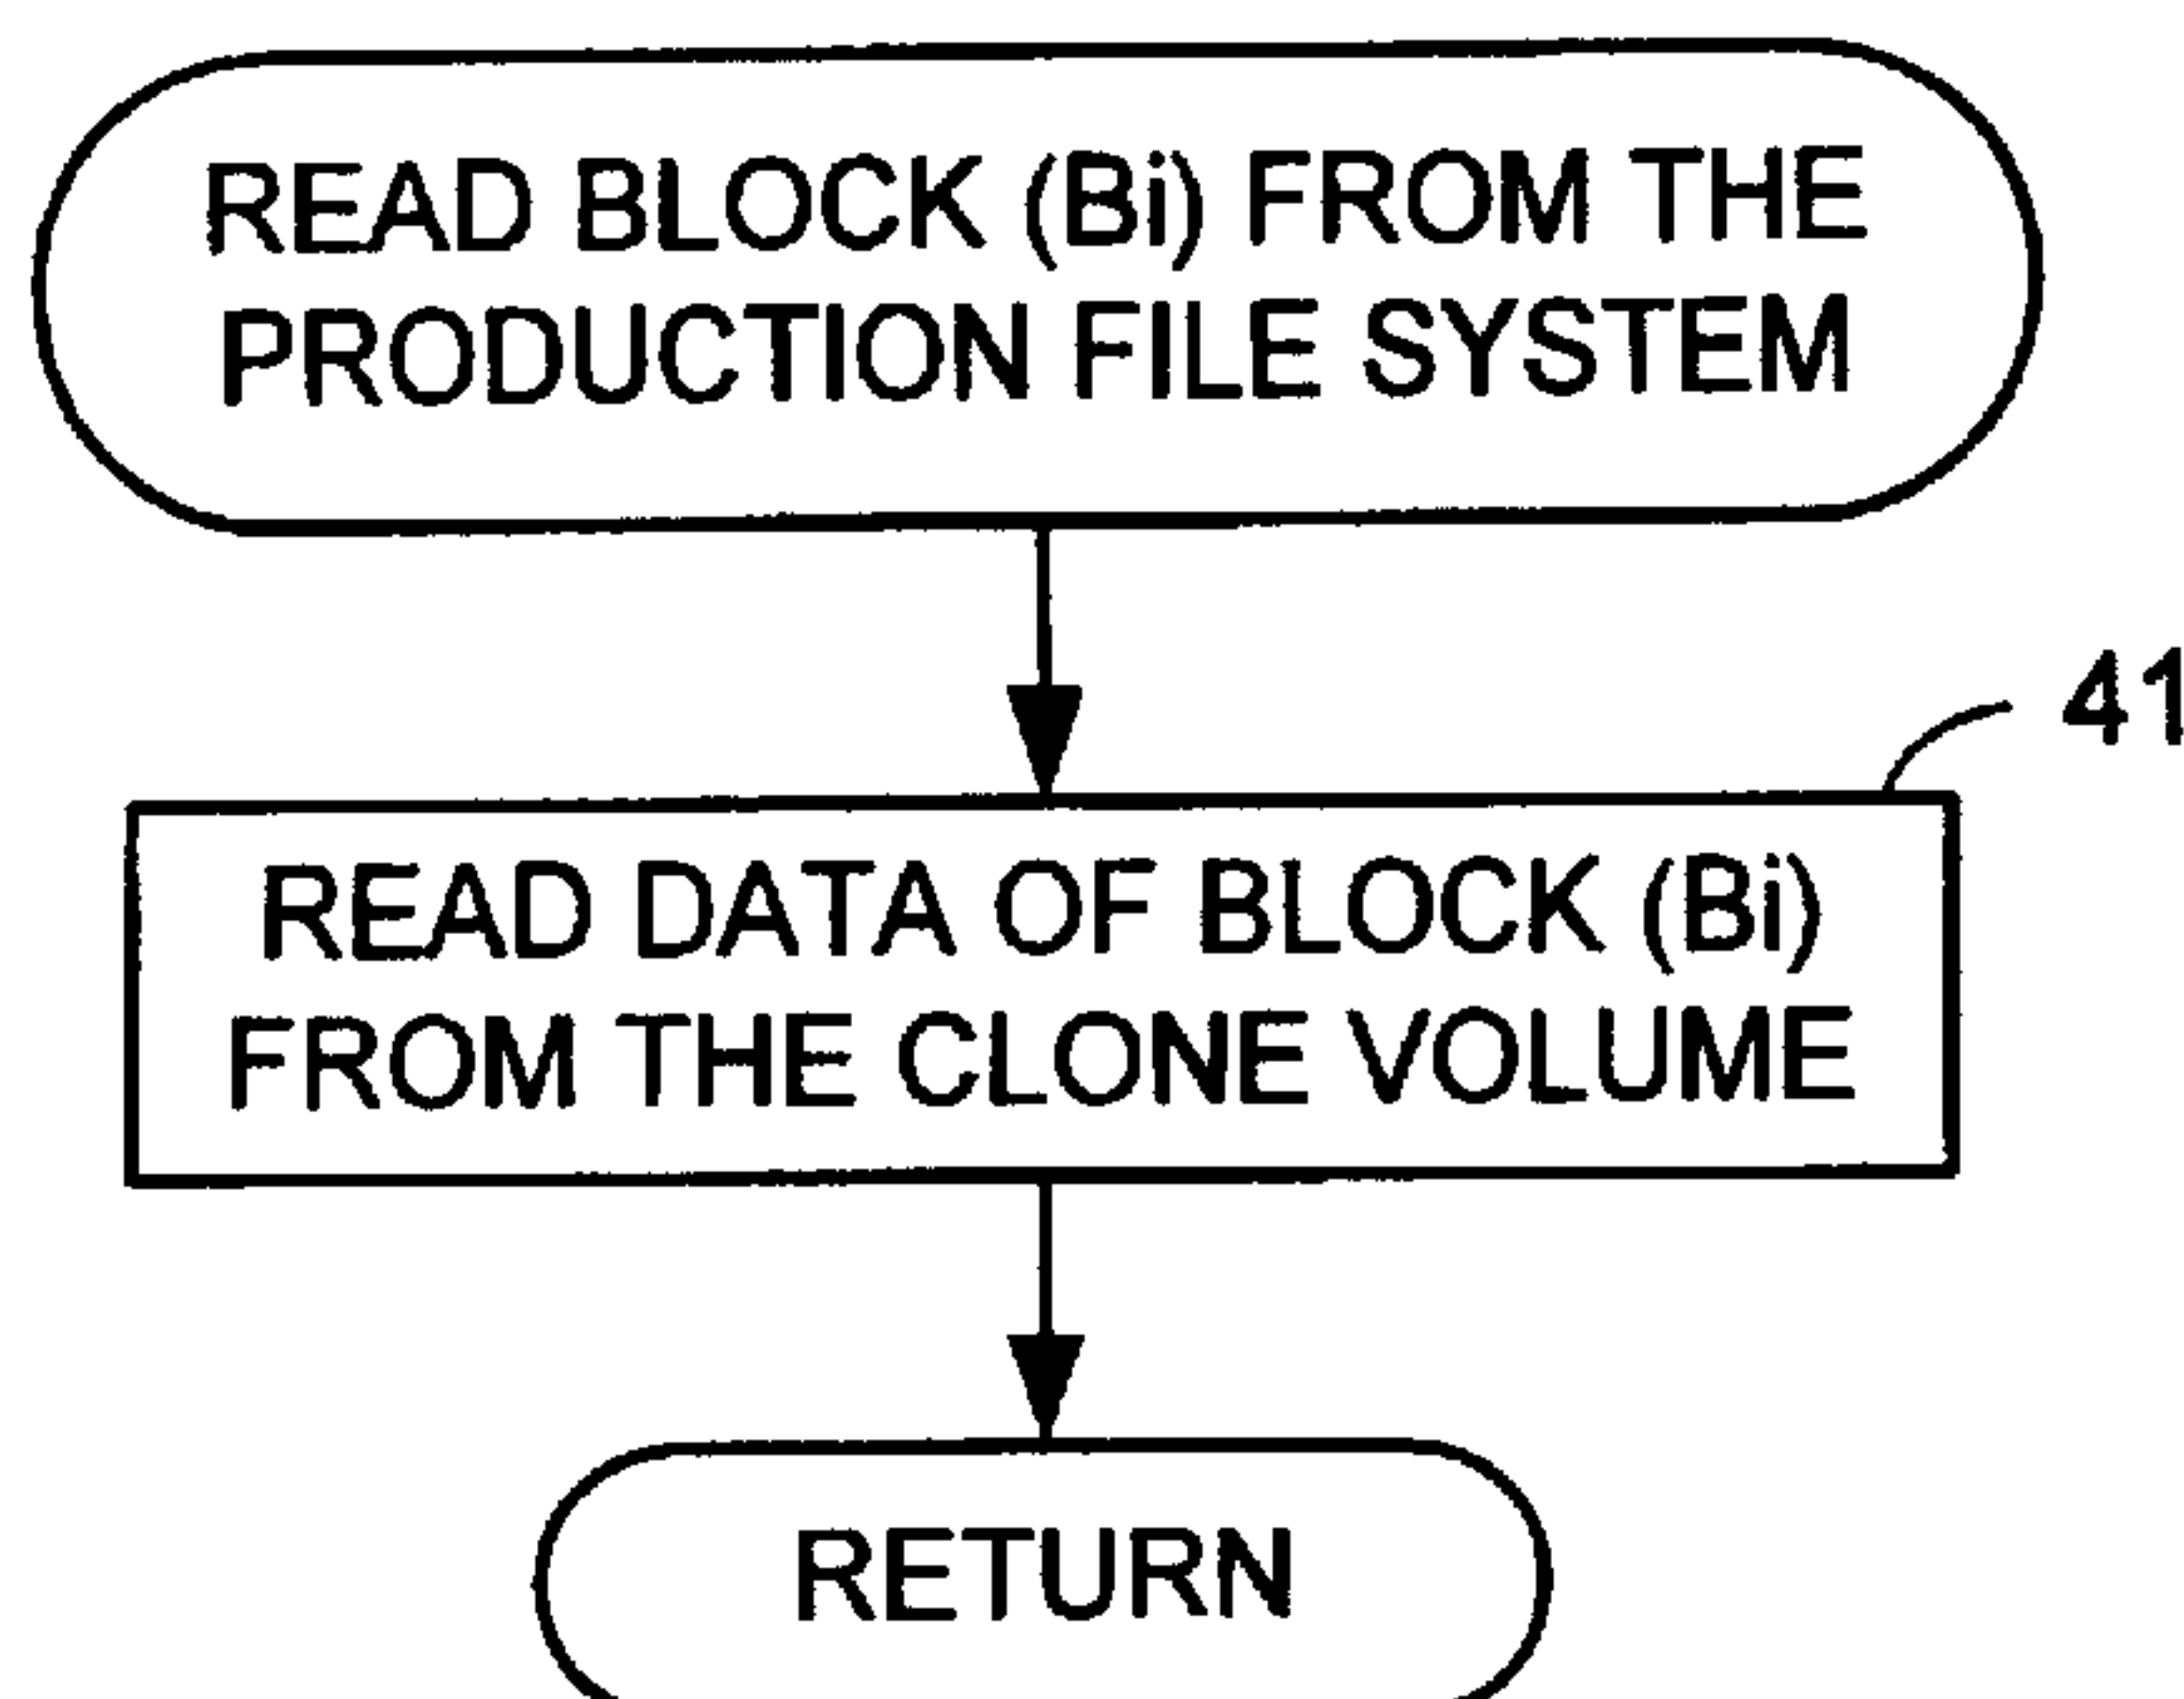 READ BLOCK (Bi) FROM THE
PRODUCTION FILE SYSTEM
41
READ DATA OF BLOCK (Bi)
FROM THE CLONE VOLUME
RETURN